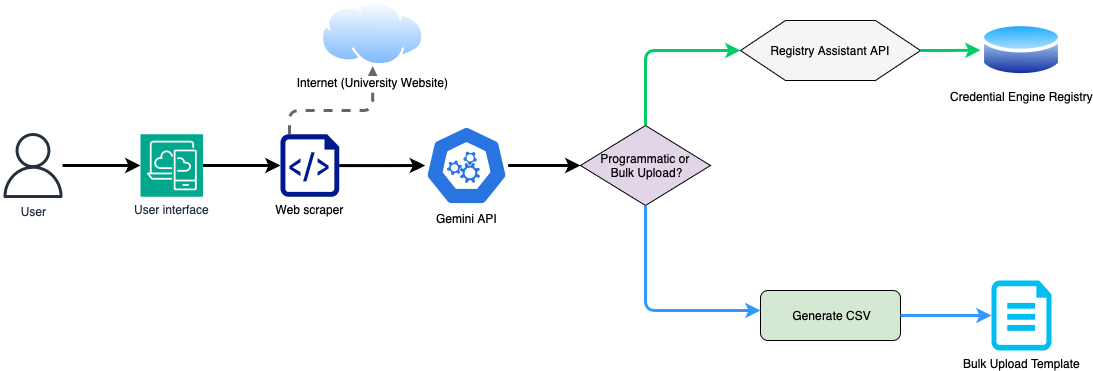 Internet (University Website)
Registry Assistant API
Credential Engine Registry
Programmatic or
Bulk Upload?
User
User interface
Web scraper
Gemini API
Generate CSV
Bulk Upload Template